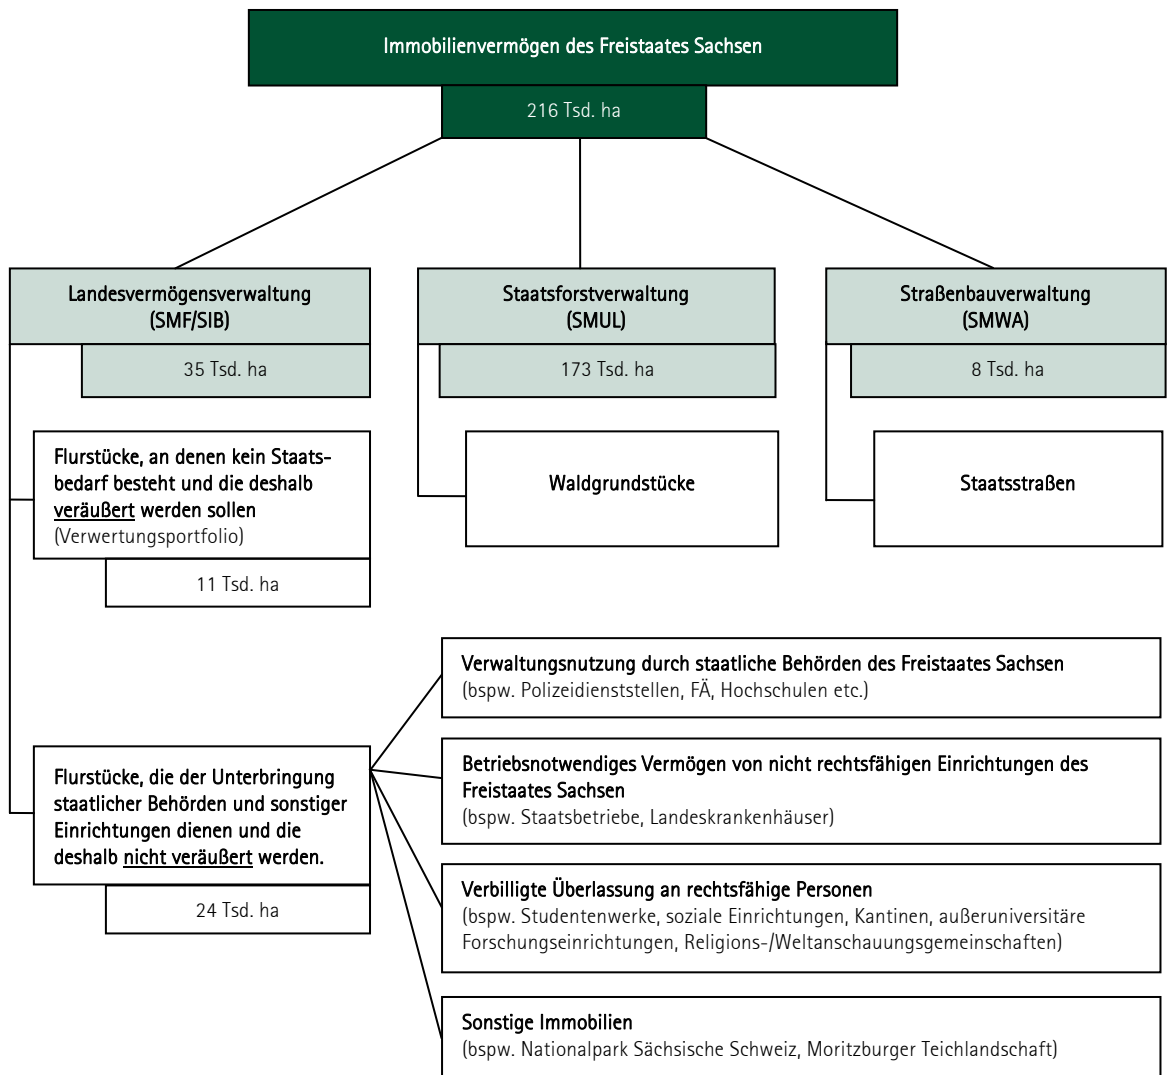 Immobilienvermögen des Freistaates Sachsen
216 Tsd. ha
Landesvermögensverwaltung
(SMF/SIB)
35 Tsd. ha
Staatsforstverwaltung
(SMUL)
173 Tsd. ha
Straßenbauverwaltung
(SMWA)
8 Tsd. ha
Flurstücke, an denen kein Staats-
bedarf besteht und die deshalb
veräußert werden sollen
(Verwertungsportfolio)
11 Tsd. ha
Waldgrundstücke
Staatsstraßen
Flurstücke, die der Unterbringung
staatlicher Behörden und sonstiger
Einrichtungen dienen und die
deshalb nicht veräußert werden.
24 Tsd. ha
Verwaltungsnutzung durch staatliche Behörden des Freistaates Sachsen
(bspw. Polizeidienststellen, FÄ, Hochschulen etc.)
Betriebsnotwendiges Vermögen von nicht rechtsfähigen Einrichtungen des
Freistaates Sachsen
(bspw. Staatsbetriebe, Landeskrankenhäuser)
Verbilligte Überlassung an rechtsfähige Personen
(bspw. Studentenwerke, soziale Einrichtungen, Kantinen, außeruniversitäre
Forschungseinrichtungen, Religions-/Weltanschauungsgemeinschaften)
Sonstige Immobilien
(bspw. Nationalpark Sächsische Schweiz, Moritzburger Teichlandschaft)